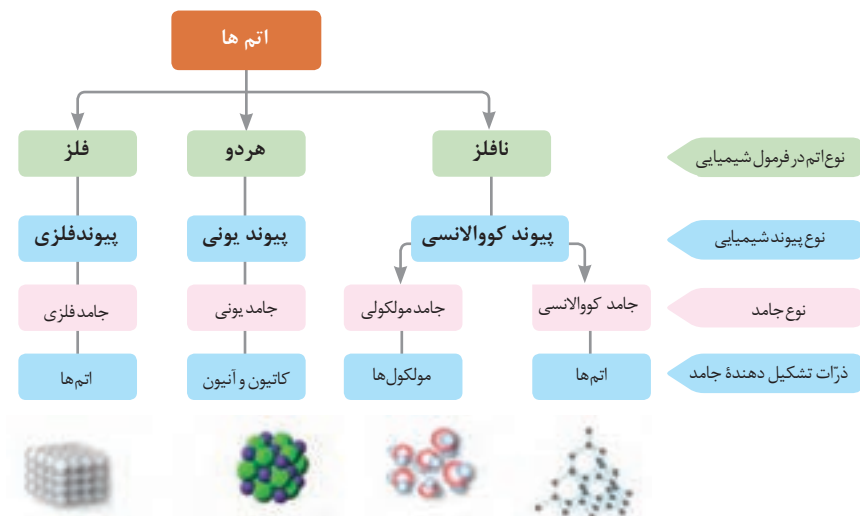 اتم ها
نوع اتم در فرمول شیمیایی
نافلز
هردو
فلز
نوع پیوند شیمیایی
پیوند کووالانسی
پیوند یونی
پیوندفلزی
نوع جامد
جامد کووالانسی
جامد مولکولی
جامد یونی
جامد فلزی
ذرّات تشکیل دهندۀ جامد
اتم‌ها
مولکول‌ها
کاتیون و آنیون
اتم‌ها